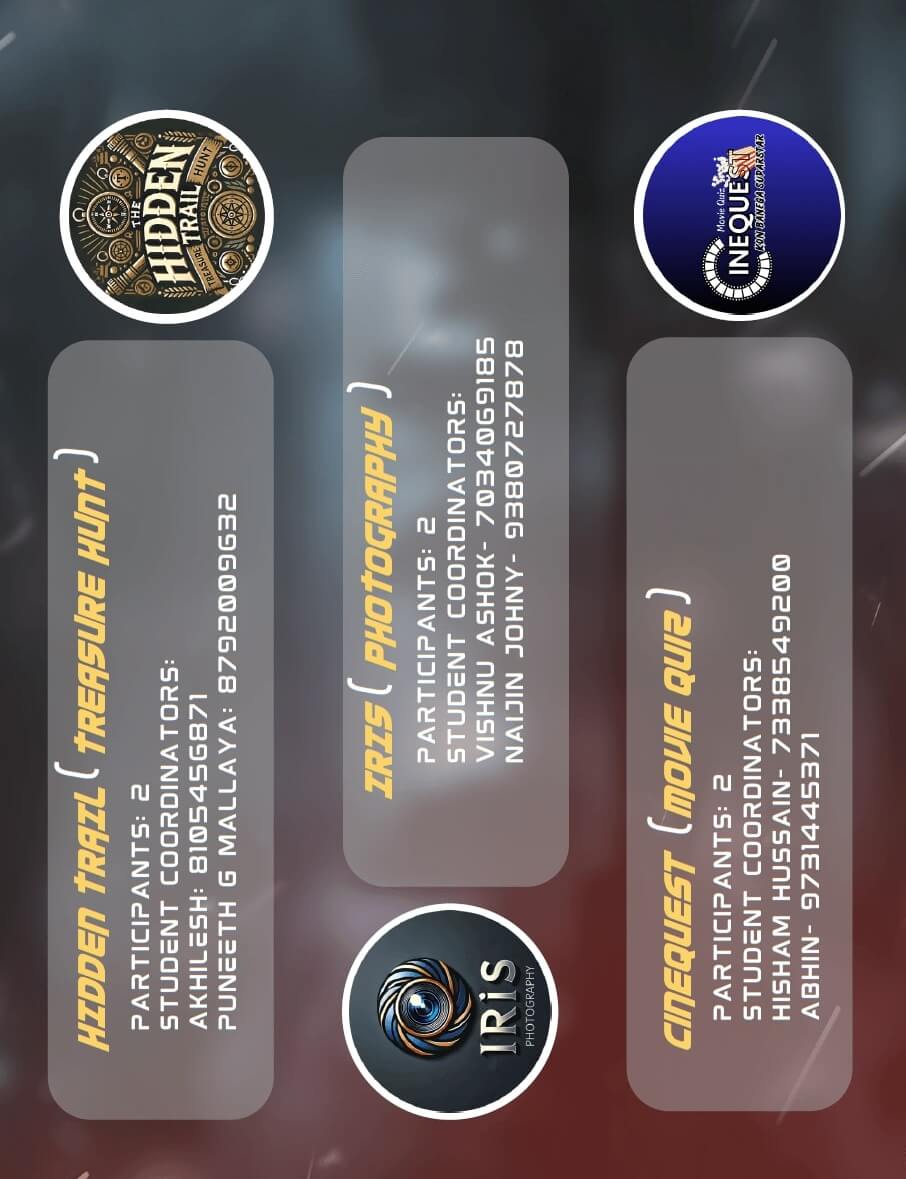 HIDDEN TRAIL ( TREASURE HUNT )
PARTICIPANTS: 2
STUDENT COORDINATORS:
AKHILESH: 8105456871
PUNEETH G MALLAYA: 8792009632
THE
HIDDEN
TRAIL
TREASURE HUNT
IRIS ( PHOTOGRAPHY )
PARTICIPANTS: 2
STUDENT COORDINATORS:
VISHNU ASHOK- 7034069185
NAIJIN JOHNY- 9380727878
IRiS
PHOTOGRAPHY
CINEQUEST ( MOVIE QUIZ )
PARTICIPANTS: 2
STUDENT COORDINATORS:
HISHAM HUSSAIN- 7338549200
ABHIN- 9731445371
Movie Quiz
CINEQUEST
KON BANEGA SUPARSTAR